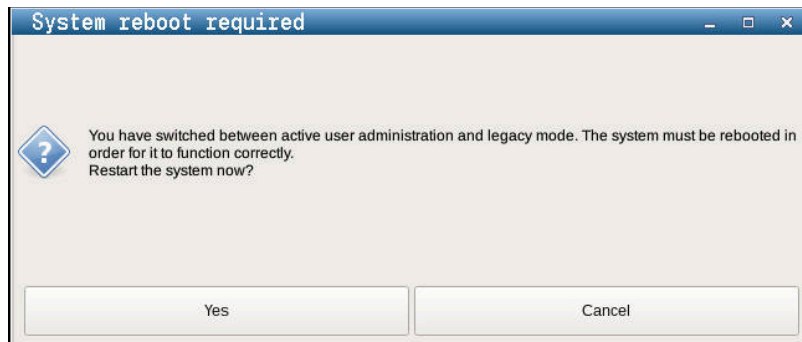 System reboot required
You have switched between active user administration and legacy mode. The system must be rebooted in
order for it to function correctly.
Restart the system now?
Yes
Cancel